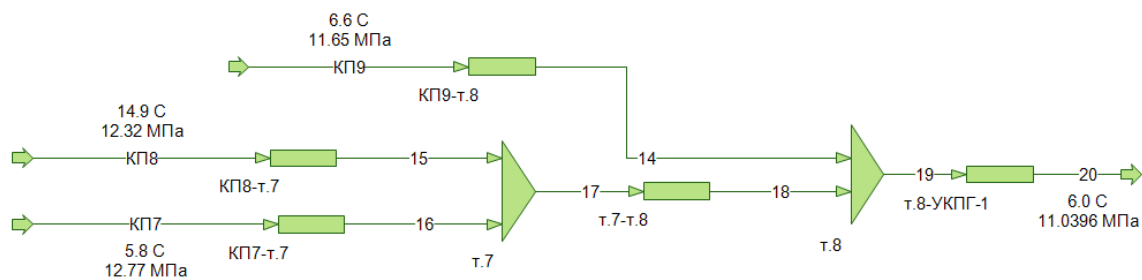 6.6 C
11.65 МПа
КП9
КП9-т.8
14.9 C
12.32 МПа
КП8
15
14
КП8-т.7
19
20
т.8-УКПГ-1
6.0 C
11.0396 МПа
17
18
т.7-т.8
КП7
16
КП7-т.7
т.7
т.8
5.8 C
12.77 МПа